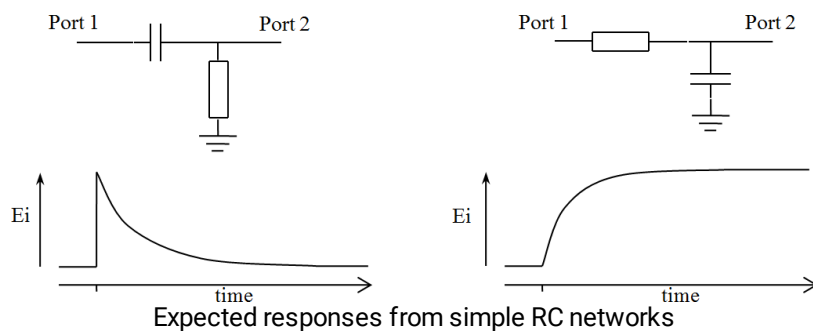 Port 1 Port 2
Port 1 Port 2
Ei
Ei
time
time
Expected responses from simple RC networks